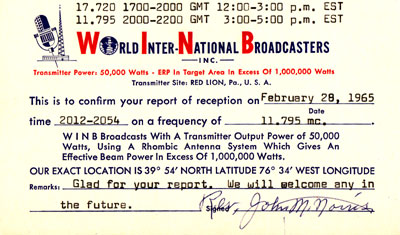 17.720 1700-2000 GMT 12:00-3:00 p.m. EST
11.795 2000-2200 GMT 3:00-5:00 p.m. EST
WORLD INTER-NATIONAL BROADCASTERS
INC.
Transmitter Power: 50,000 Watts - ERP In Target Area In Excess Of 1,000,000 Watts
Transmitter Site: RED LION, Pa., U. S. A.
This is to confirm your report of reception on February 28, 1965
Date
time 2012-2054 on a frequency of 11.795 mc.
W I N B Broadcasts With A Transmitter Output Power of 50,000
Watts, Using A Rhombic Antenna System Which Gives An
Effective Beam Power In Excess Of 1,000,000 Watts.
OUR EXACT LOCATION IS 39° 54' NORTH LATITUDE 76° 34' WEST LONGITUDE
Remarks: Glad for your report. We will welcome any in
the future. Signed Rev. John M. Norris